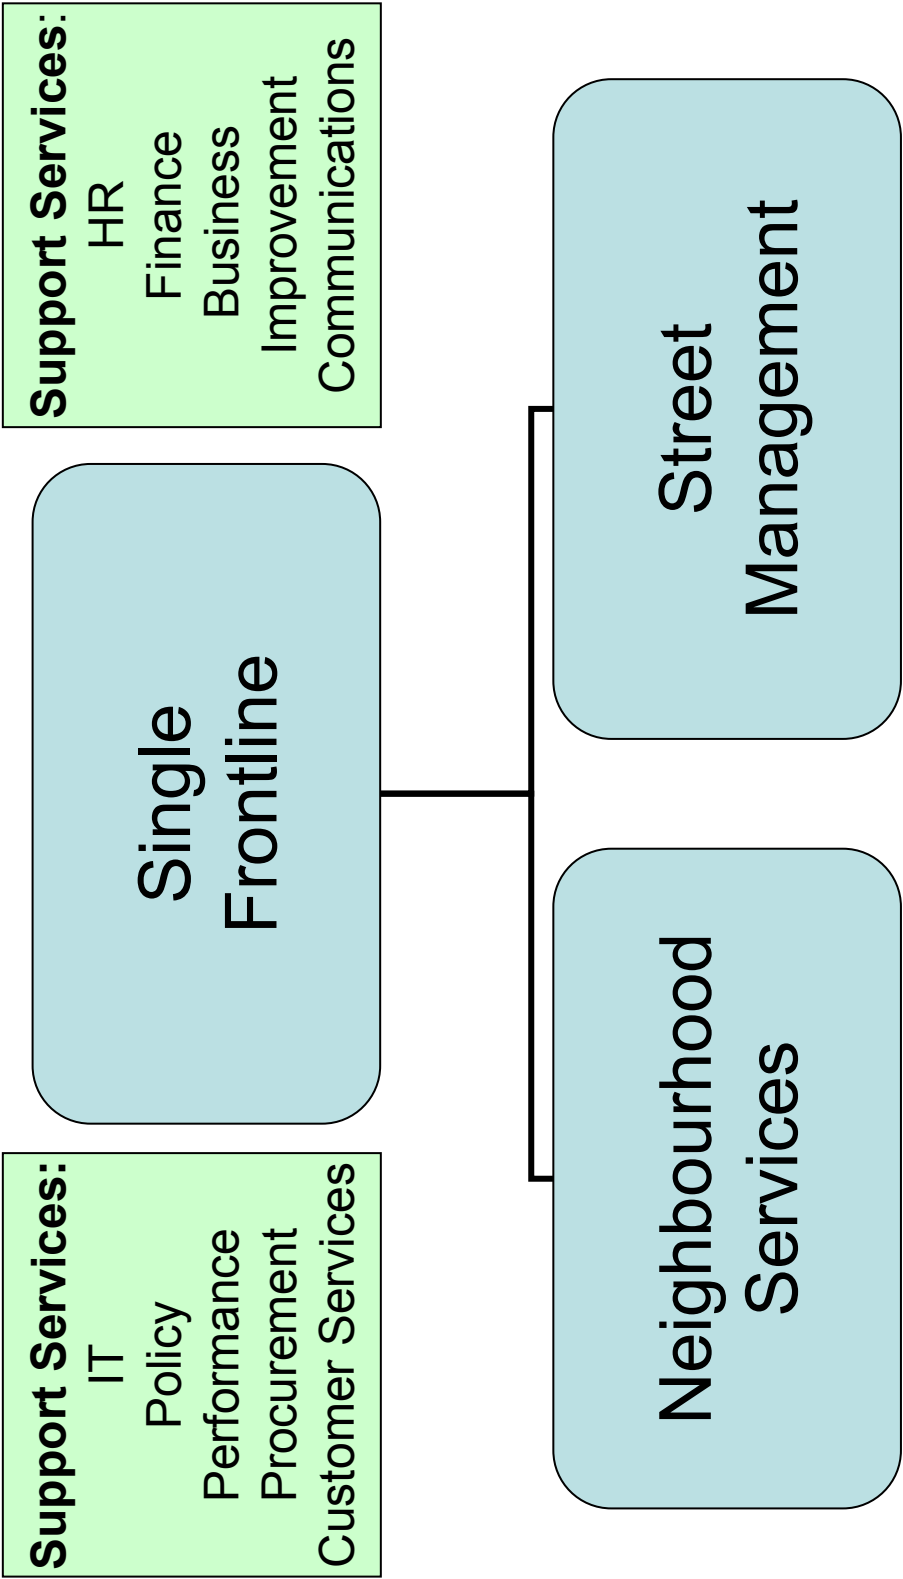 Support Services:
IT
Policy
Performance
Procurement
Customer Services
Single
Frontline
Support Services:
HR
Finance
Business
Improvement
Communications
Neighbourhood
Services
Street
Management